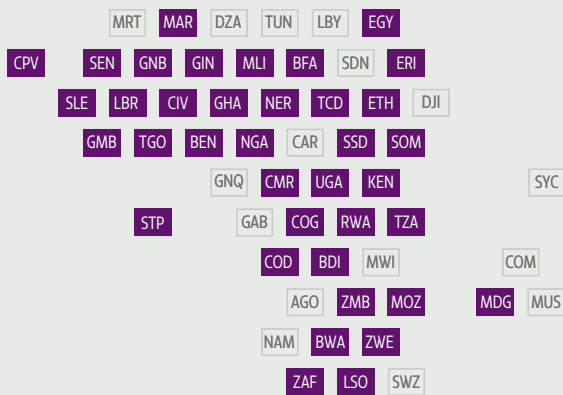 MRT MAR DZA TUN LBY EGY
CPV SEN GNB GIN MLI BFA SDN ERI
SLE LBR CIV GHA NER TCD ETH DJI
GMB TGO BEN NGA CAR SSD SOM
GNQ CMR UGA KEN SYC
STP GAB COG RWA TZA
COD BDI MWI COM
AGO ZMB MOZ MDG MUS
NAM BWA ZWE
ZAF LSO SWZ